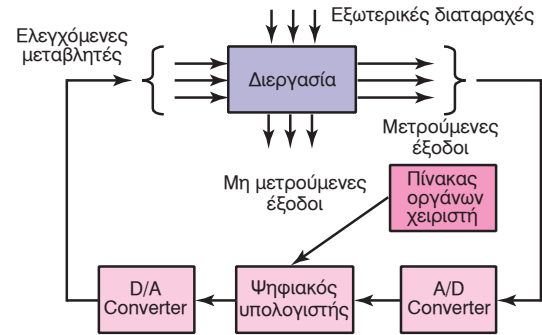 Εξωτερικές διαταραχές
Ελεγχόμενες
μεταβλητές
Διεργασία
Μετρούμενες
έξοδοι
Μη μετρούμενες
έξοδοι
Πίνακας
οργάνων
χειριστή
D/A
Converter
Ψηφιακός
υπολογιστής
A/D
Converter